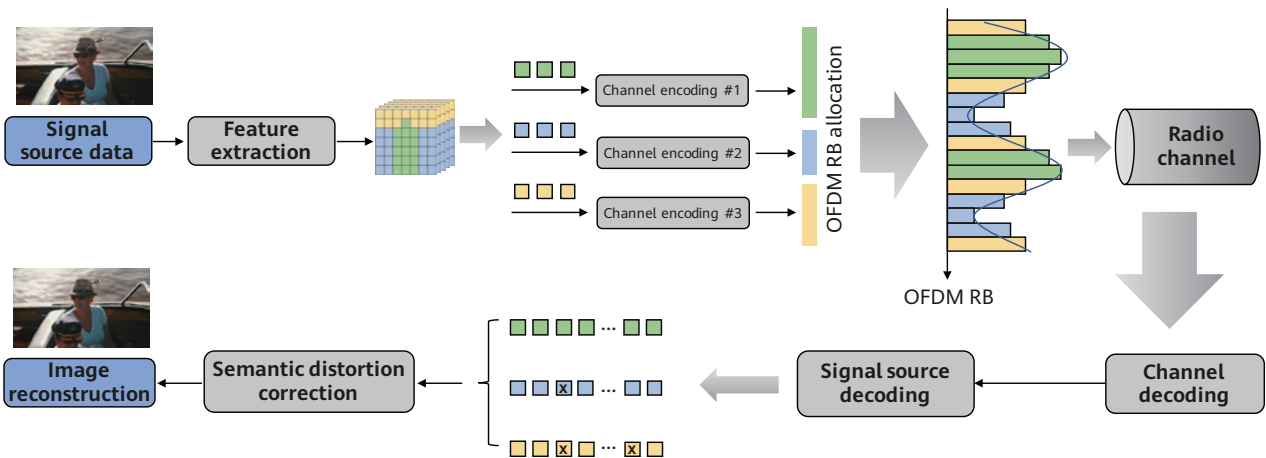 Signal
source data
Feature
extraction
Channel encoding #1
Channel encoding #2
Channel encoding #3
OFDM RB allocation
OFDM RB
Radio
channel
Channel
decoding
Signal source
decoding
...
x ...
x ... x
Semantic distortion
correction
Image
reconstruction